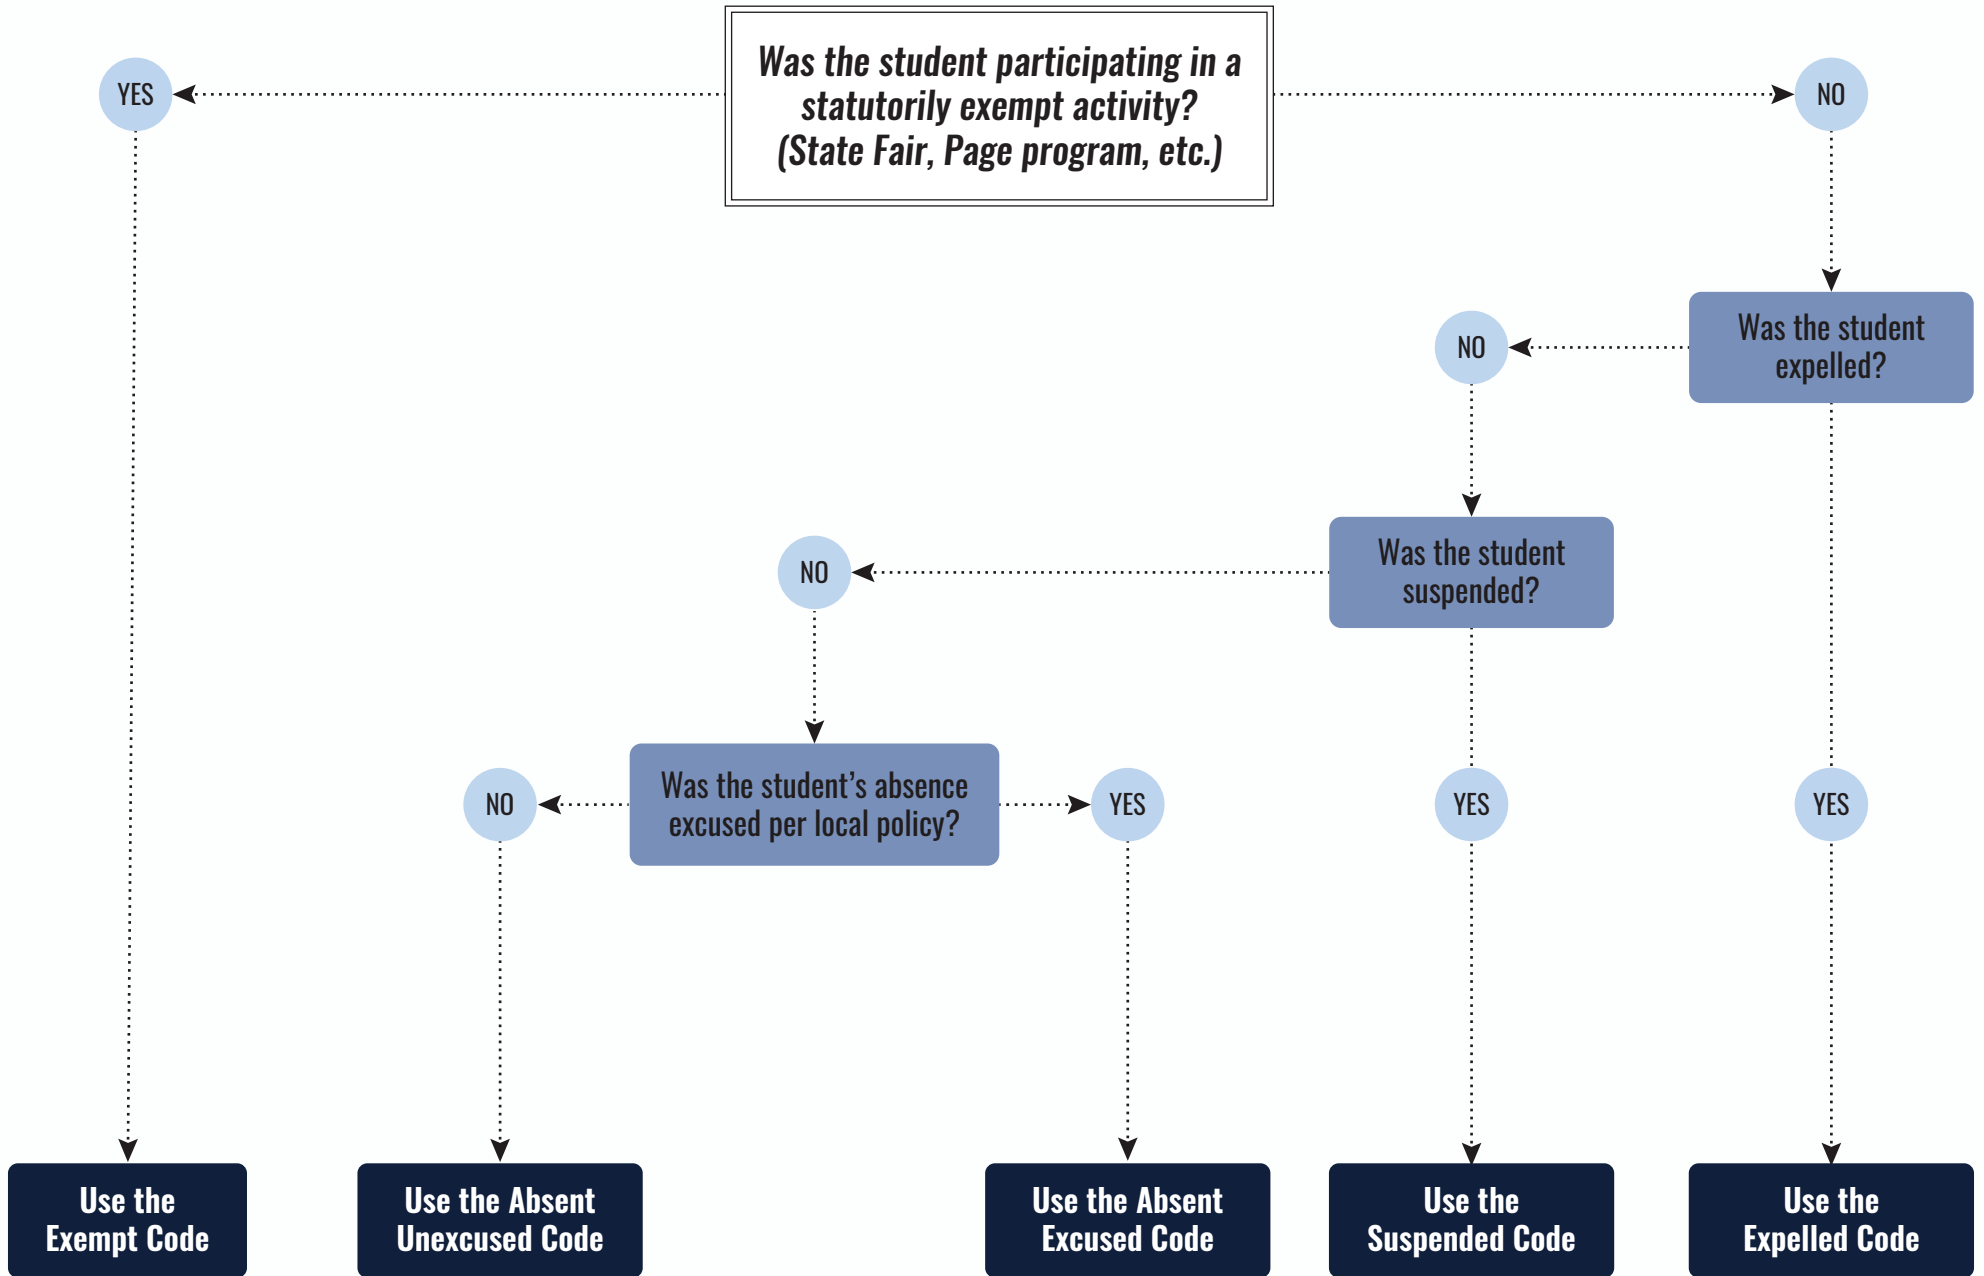 Was the student participating in a
statutorily exempt activity?
(State Fair, Page program, etc.)
YES
NO
Was the student
expelled?
NO
Was the student
suspended?
NO
Was the student’s absence
excused per local policy?
NO
YES
YES
YES
Use the
Exempt Code
Use the Absent
Unexcused Code
Use the Absent
Excused Code
Use the
Suspended Code
Use the
Expelled Code